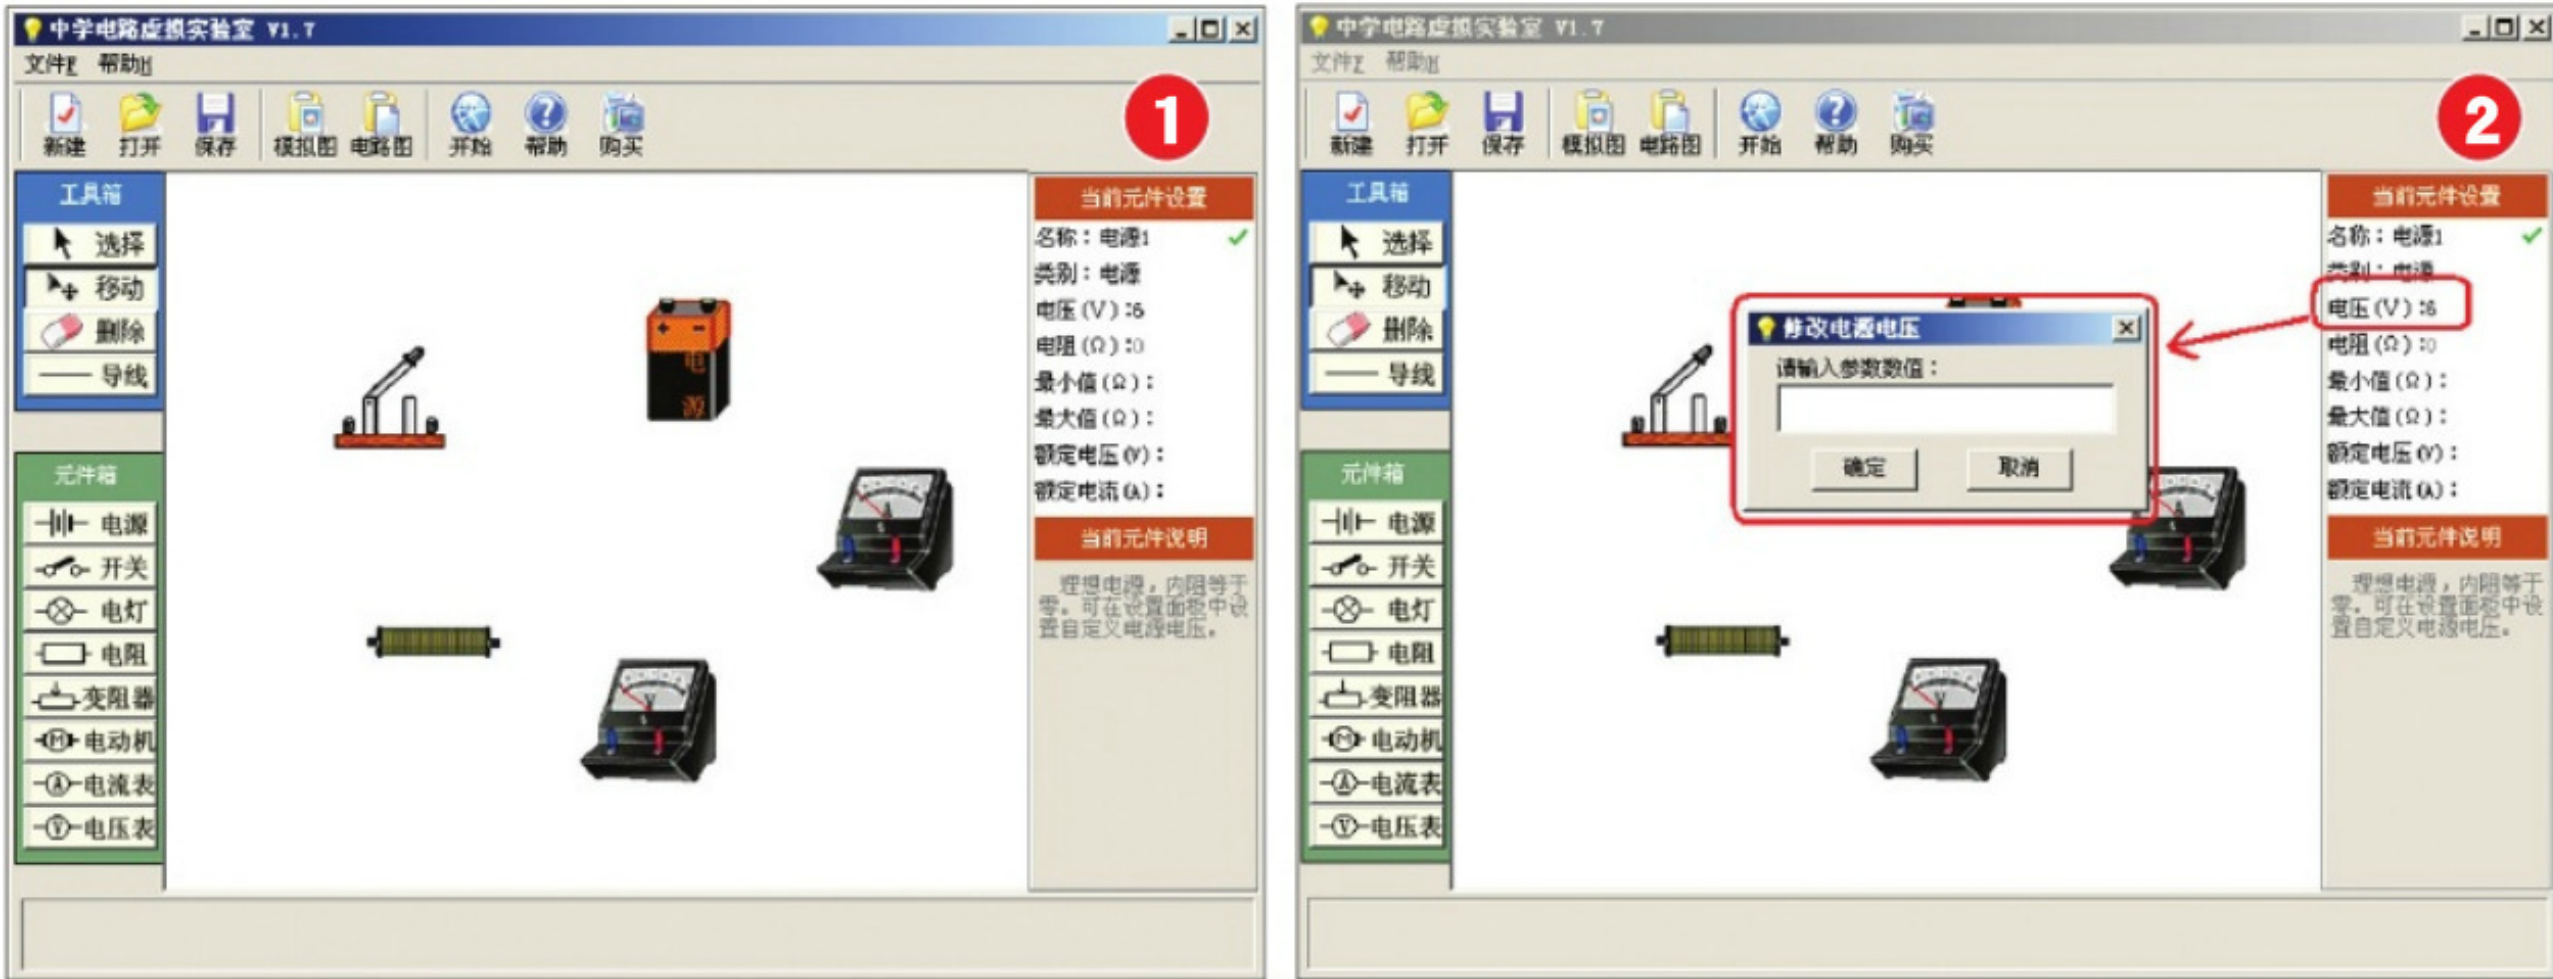 中学电路虚拟实验室 V1.7
文件F 帮助H
新建 打开 保存 模拟图 电路图 开始 帮助 购买
1
工具箱
选择
移动
删除
导线
元件箱
电源
开关
电灯
电阻
变阻器
M 电动机
A 电流表
V 电压表
+ -
电
源
A
V
当前元件设置
名称：电源1
类别：电源
电压(V):6
电阻(Ω):0
最小值(Ω):
最大值(Ω):
额定电压(V):
额定电流(A):
当前元件说明
理想电源，内阻等于
零。可在设置面板中设
置自定义电源电压。
中学电路虚拟实验室 V1.7
文件F 帮助H
新建 打开 保存 模拟图 电路图 开始 帮助 购买
2
工具箱
选择
移动
删除
导线
元件箱
电源
开关
电灯
电阻
变阻器
M 电动机
A 电流表
V 电压表
修改电源电压
请输入参数数值：
确定 取消
A
V
当前元件设置
名称：电源1
类别：电源
电压(V):6
电阻(Ω):0
最小值(Ω):
最大值(Ω):
额定电压(V):
额定电流(A):
当前元件说明
理想电源，内阻等于
零。可在设置面板中设
置自定义电源电压。